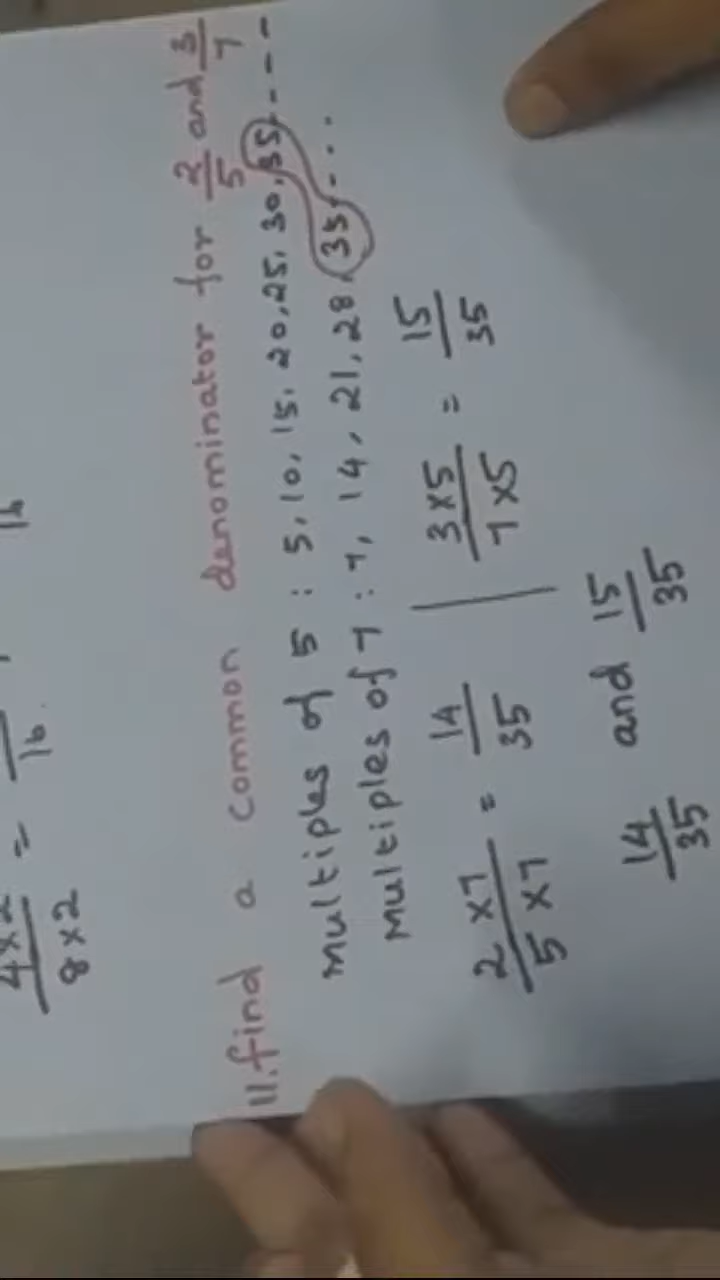 4×2/8×2 = /16. , 16
11. find a common denominator for 2/5 and 3/7
multiples of 5 : 5, 10, 15, 20, 25, 30, 35, - - -
multiples of 7 : 7, 14, 21, 28, 35, ....
2×7/5×7 = 14/35 | 3×5/7×5 = 15/35
14/35 and 15/35